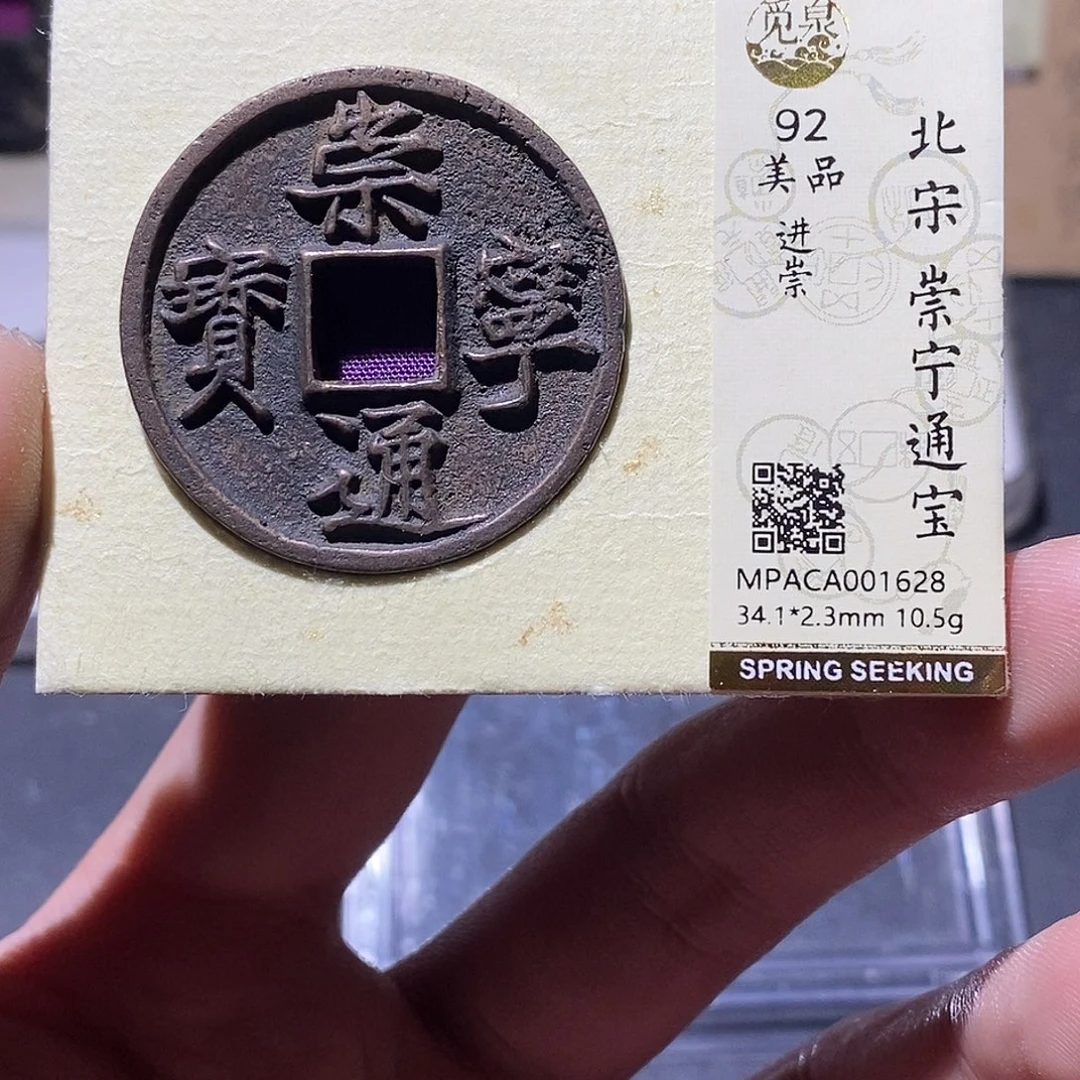 崇
寧
通
寶
觅泉
92
美品
进崇
北宋 崇宁通宝
MPACA001628
34.1*2.3mm 10.5g
SPRING SEEKING